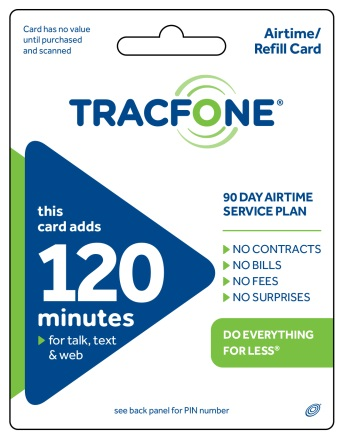 Card has no value
until purchased
and scanned
Airtime/
Refill Card
TRACFONE®
this
card adds
120
minutes
for talk, text
& web
90 DAY AIRTIME
SERVICE PLAN
NO CONTRACTS
NO BILLS
NO FEES
NO SURPRISES
DO EVERYTHING
FOR LESS®
see back panel for PIN number